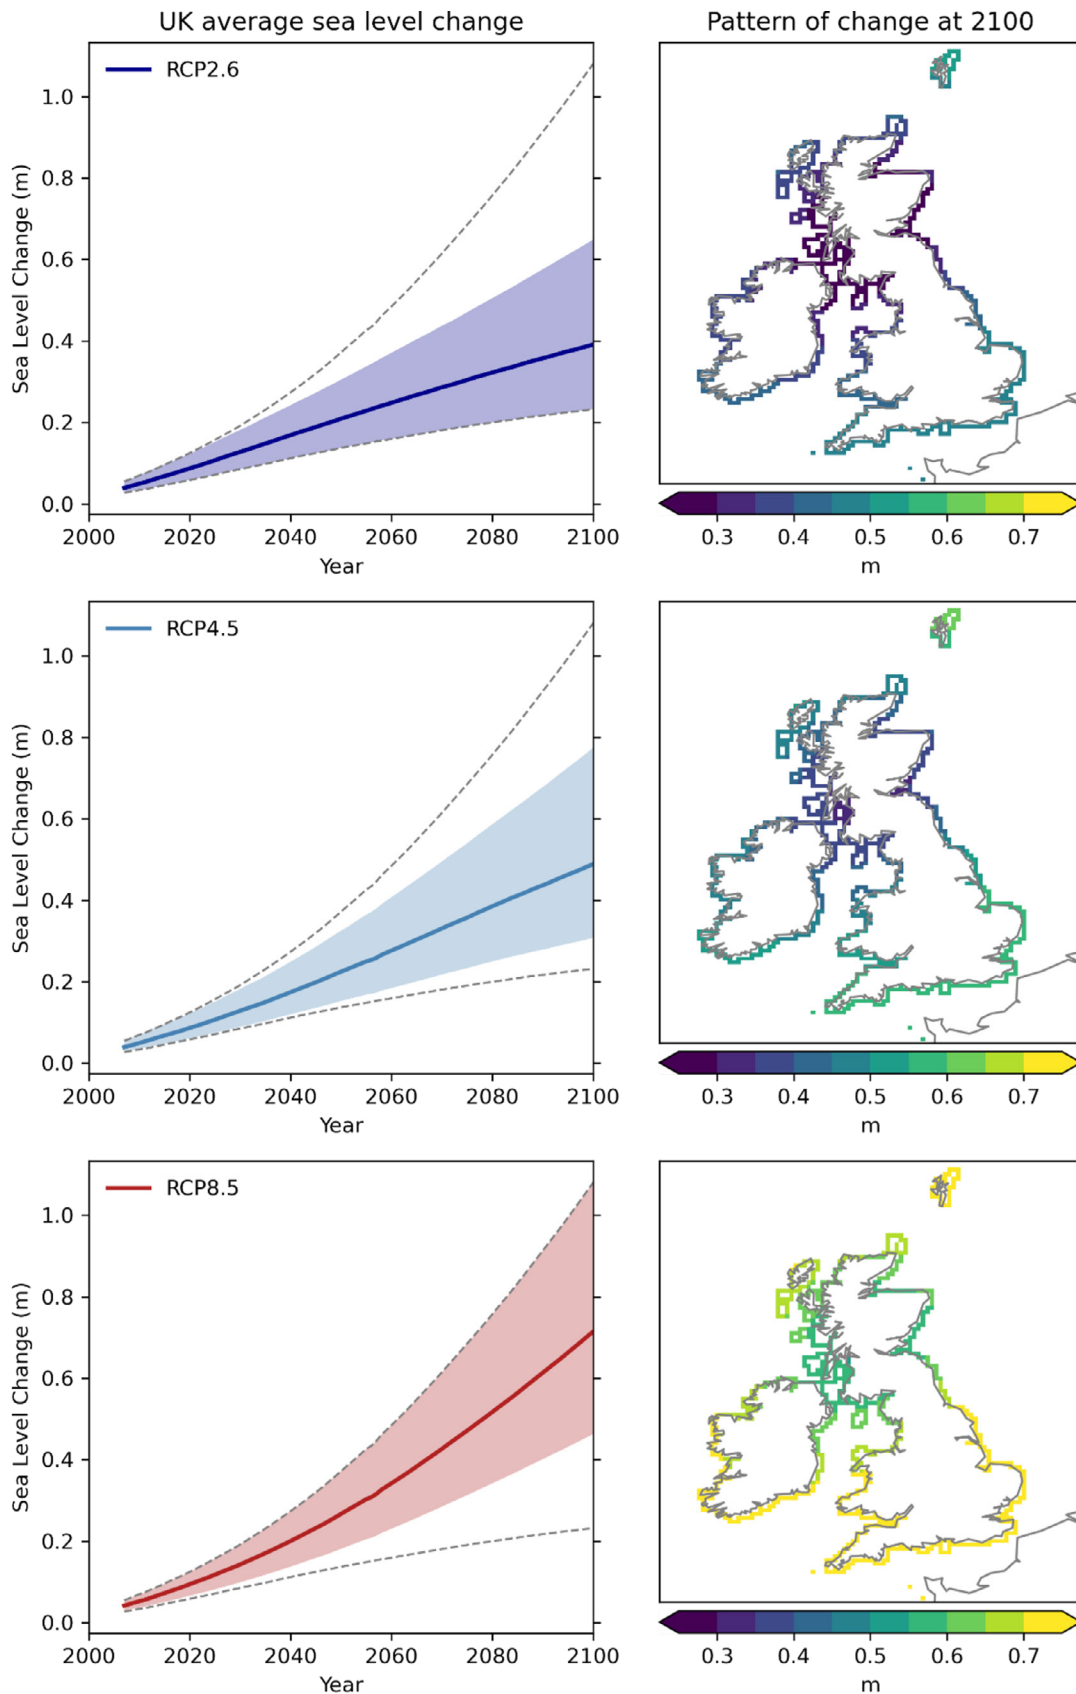 UK average sea level change
Pattern of change at 2100
RCP2.6
Sea Level Change (m)
1.0
0.8
0.6
0.4
0.2
0.0
2000 2020 2040 2060 2080 2100
Year
0.3 0.4 0.5 0.6 0.7
m
RCP4.5
Sea Level Change (m)
1.0
0.8
0.6
0.4
0.2
0.0
2000 2020 2040 2060 2080 2100
Year
0.3 0.4 0.5 0.6 0.7
m
RCP8.5
Sea Level Change (m)
1.0
0.8
0.6
0.4
0.2
0.0
2000 2020 2040 2060 2080 2100
Year
0.3 0.4 0.5 0.6 0.7
m